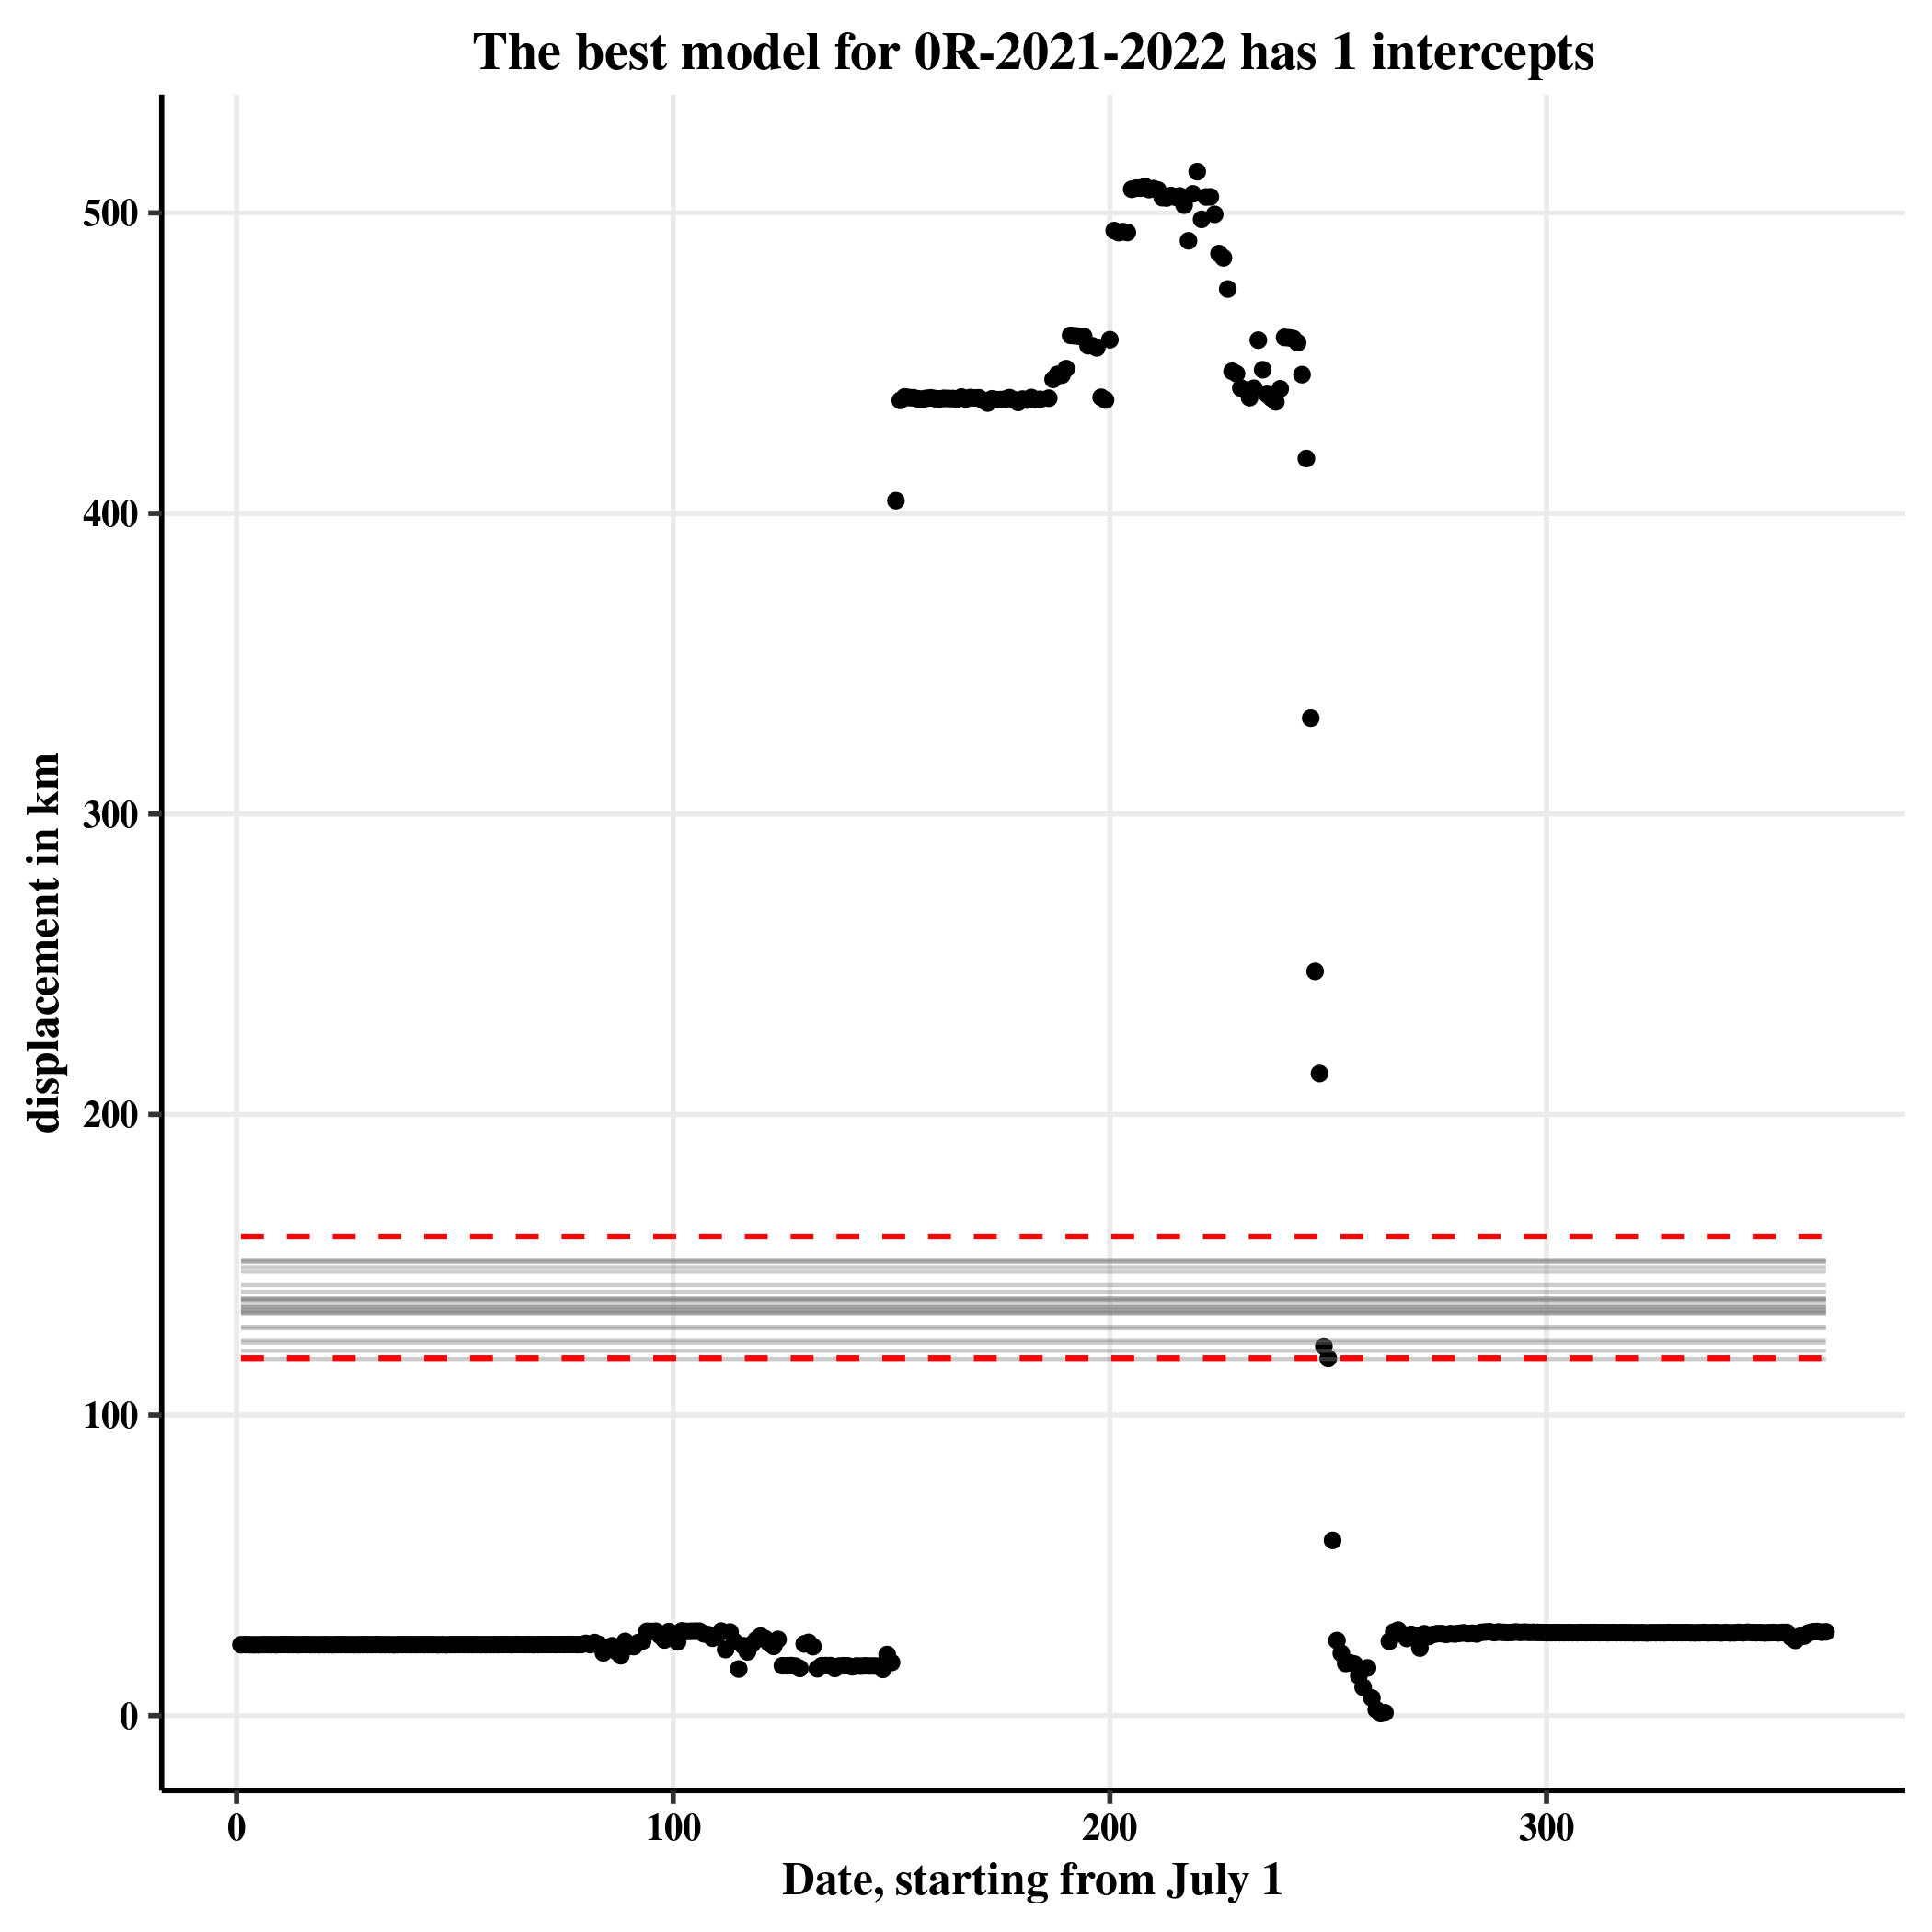 The best model for 0R-2021-2022 has 1 intercepts
displacement in km
500
400
300
200
100
0
0 100 200 300
Date, starting from July 1